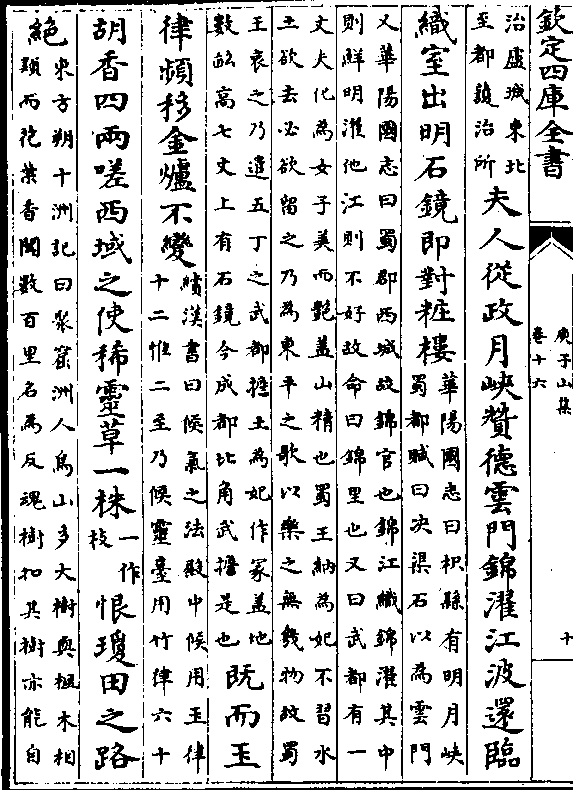 欽定四庫全書
庾子山集
卷十六
十
治盧城東北
至都護治所
夫人從政月峽贊德雲門錦濯江波還臨
華陽國志曰枳縣有明月峽
蜀都賦曰决渠石以為雲門
織室出明石鏡即對粧樓
又華陽國志曰蜀郡西城故錦官也錦江織錦濯其中
則鮮明濯他江則不好故命曰錦里也又曰武都有一
丈夫化為女子美而艶蓋山精也蜀王納為妃不習水
土欲去必欲留之乃為東平之歌以樂之無幾物故蜀
王哀之乃遣五丁之武都擔土為妃作冢蓋地
數畝高七丈上有石鏡今成都北角武擔是也
既而玉
律頻移金爐不變
續漢書曰候氣之法殿中候用玉律
十二惟二至乃候靈臺用竹律六十
胡香四兩嗟西域之使稀靈草一株
一作
枝
恨瓊田之路
絶
東方朔十洲記曰聚窟洲人鳥山多大樹與楓木相
類而花葉香聞數百里名為反魂樹扣其樹亦能自